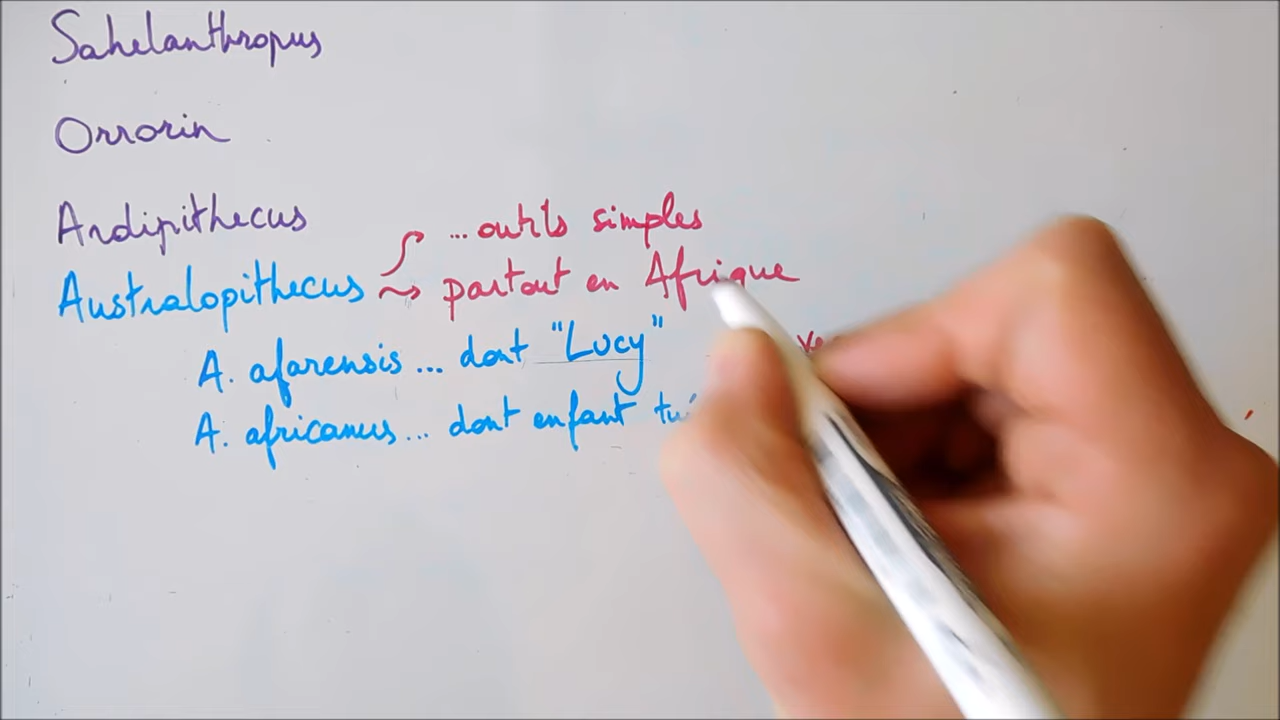 Sahelanthropus
Orrorin
Ardipithecus
... outils simples
Australopithecus
partout en Afrique
A. afarensis ... dont "Lucy"
A. africanus ... dont enfant